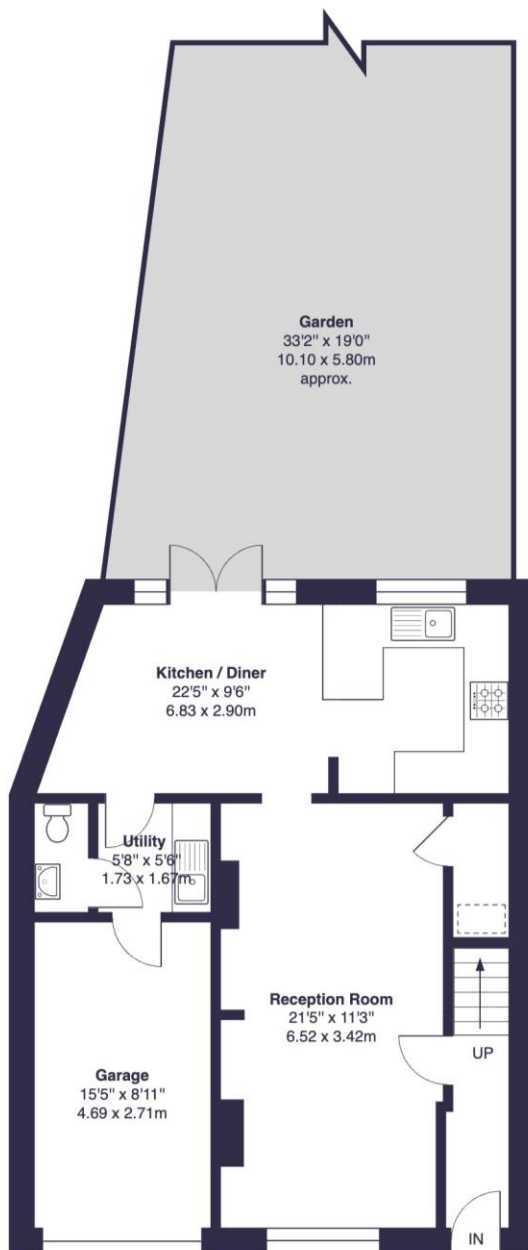 Garden
33'2" x 19'0"
10.10 x 5.80m
approx.
Kitchen / Diner
22'5" x 9'6"
6.83 x 2.90m
Utility
5'8" x 5'6"
1.73 x 1.67m
Reception Room
21'5" x 11'3"
6.52 x 3.42m
UP
Garage
15'5" x 8'11"
4.69 x 2.71m
IN